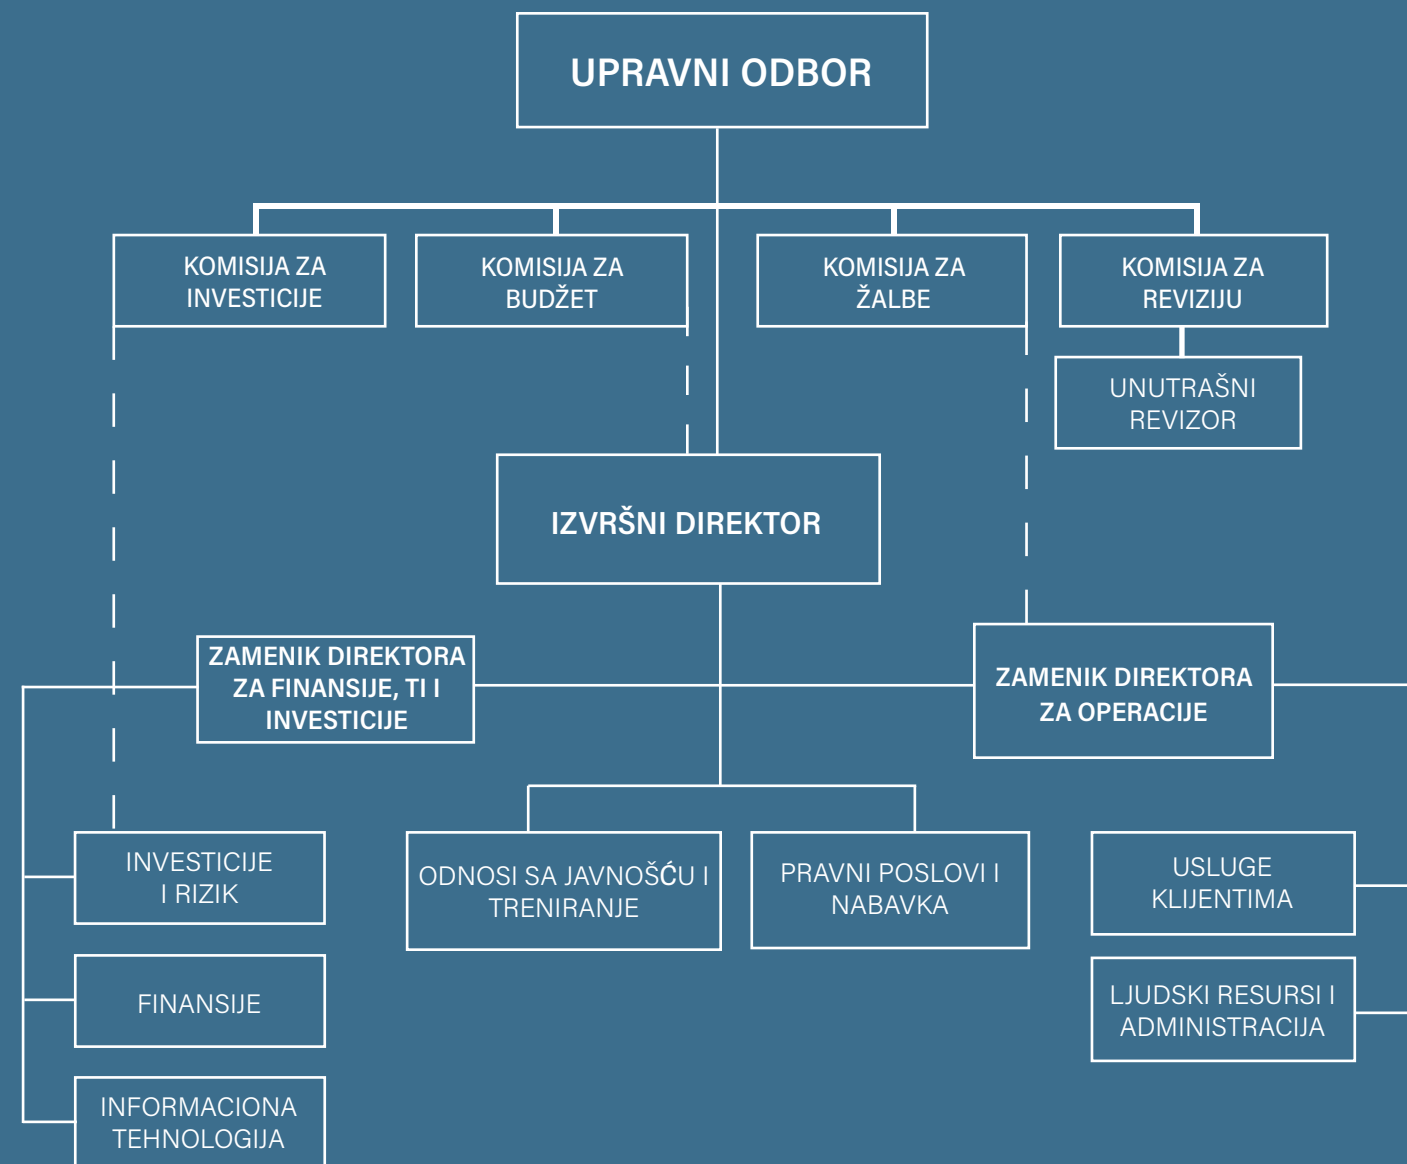 UPRAVNI ODBOR
KOMISIJA ZA
INVESTICIJE
KOMISIJA ZA
BUDŽET
KOMISIJA ZA
ŽALBE
KOMISIJA ZA
REVIZIJU
UNUTRAŠNI
REVIZOR
IZVRŠNI DIREKTOR
ZAMENIK DIREKTORA
ZA FINANSIJE, TI I
INVESTICIJE
ZAMENIK DIREKTORA
ZA OPERACIJE
INVESTICIJE
I RIZIK
ODNOSI SA JAVNOŠĆU I
TRENIRANJE
PRAVNI POSLOVI I
NABAVKA
USLUGE
KLIJENTIMA
FINANSIJE
LJUDSKI RESURSI I
ADMINISTRACIJA
INFORMACIONA
TEHNOLOGIJA